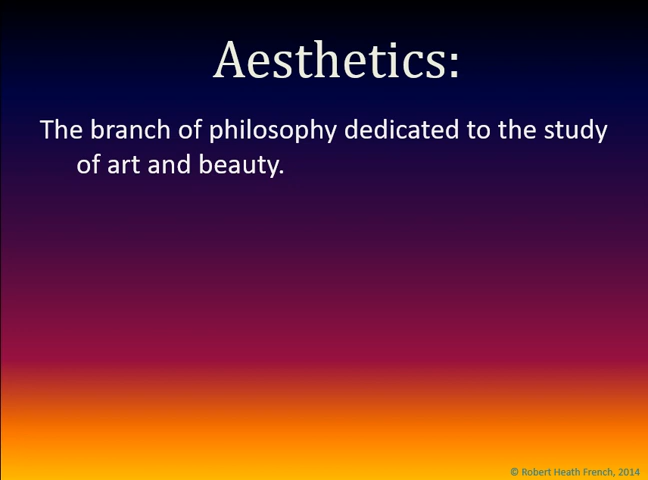 Aesthetics:
The branch of philosophy dedicated to the study
of art and beauty.
© Robert Heath French, 2014